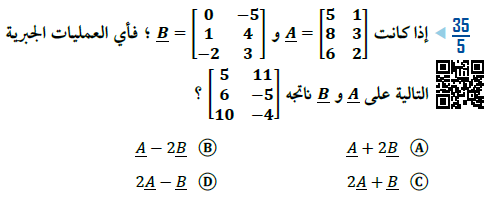 35/5 ◀ إذا كانت A = [5 1; 8 3; 6 2] و B = [0 -5; 1 4; -2 3] ؛ فأي العمليات الجبرية
التالية على A و B ناتجه [5 11; 6 -5; 10 -4] ؟
A + 2B Ⓐ A - 2B Ⓑ
2A + B Ⓒ 2A - B Ⓓ